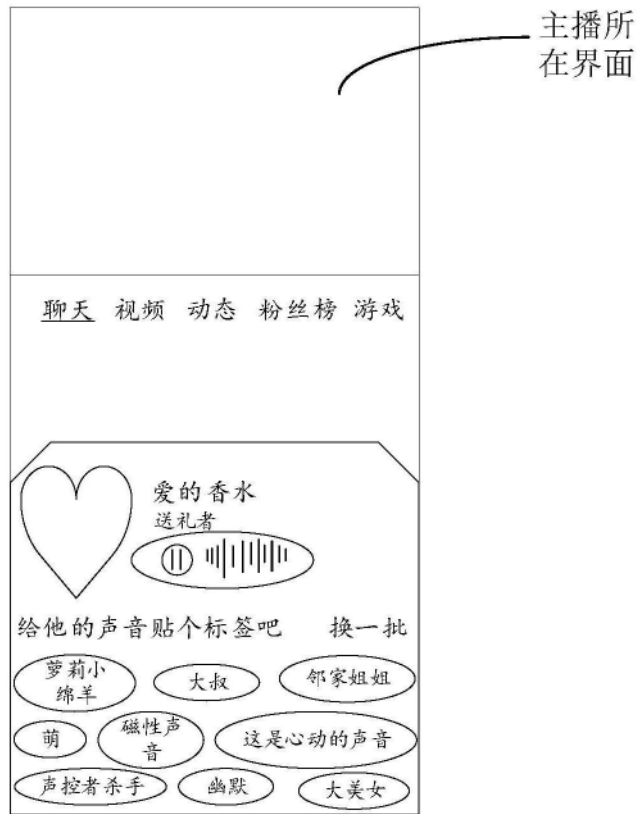 主播所
在界面
聊天 视频 动态 粉丝榜 游戏
爱的香水
送礼者
给他的声音贴个标签吧 换一批
萝莉小
绵羊
大叔
邻家姐姐
萌
磁性声
音
这是心动的声音
声控者杀手
幽默
大美女